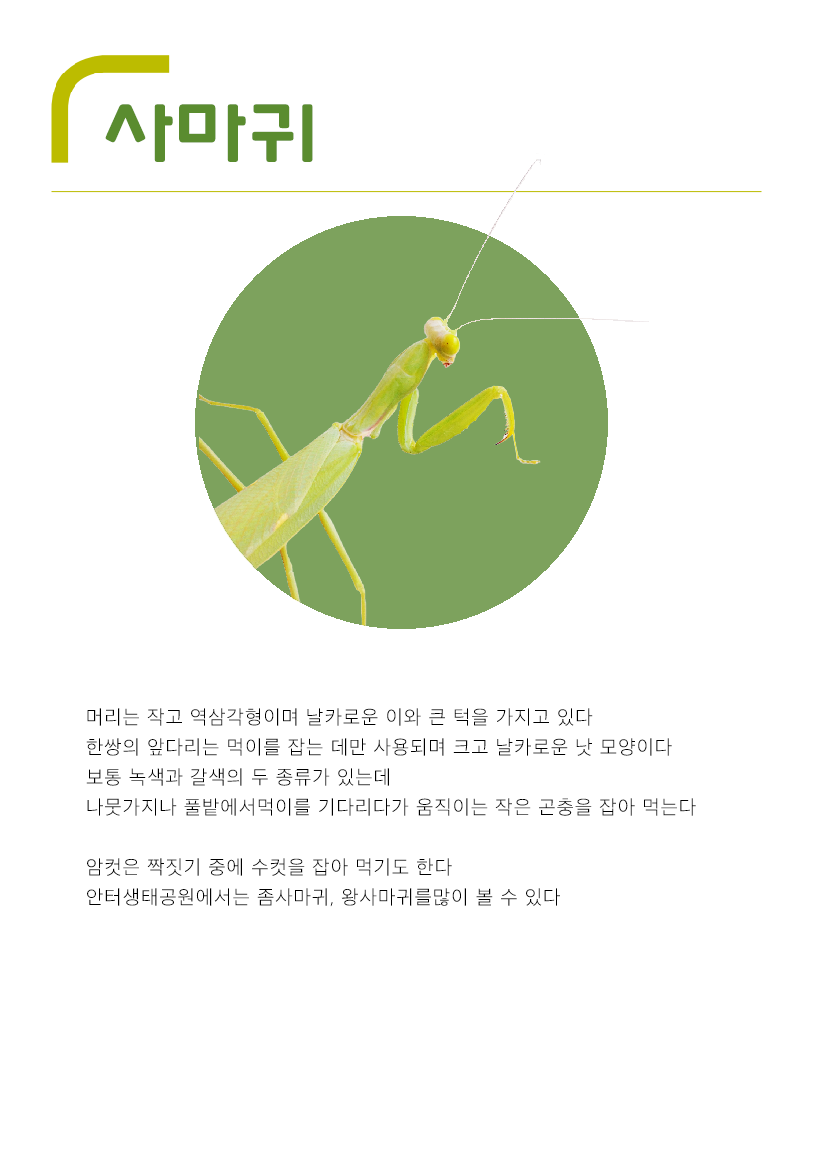 사마귀
머리는 작고 역삼각형이며 날카로운 이와 큰 턱을 가지고 있다
한쌍의 앞다리는 먹이를 잡는 데만 사용되며 크고 날카로운 낫 모양이다
보통 녹색과 갈색의 두 종류가 있는데
나뭇가지나 풀밭에서먹이를 기다리다가 움직이는 작은 곤충을 잡아 먹는다
암컷은 짝짓기 중에 수컷을 잡아 먹기도 한다
안터생태공원에서는 좀사마귀, 왕사마귀를많이 볼 수 있다